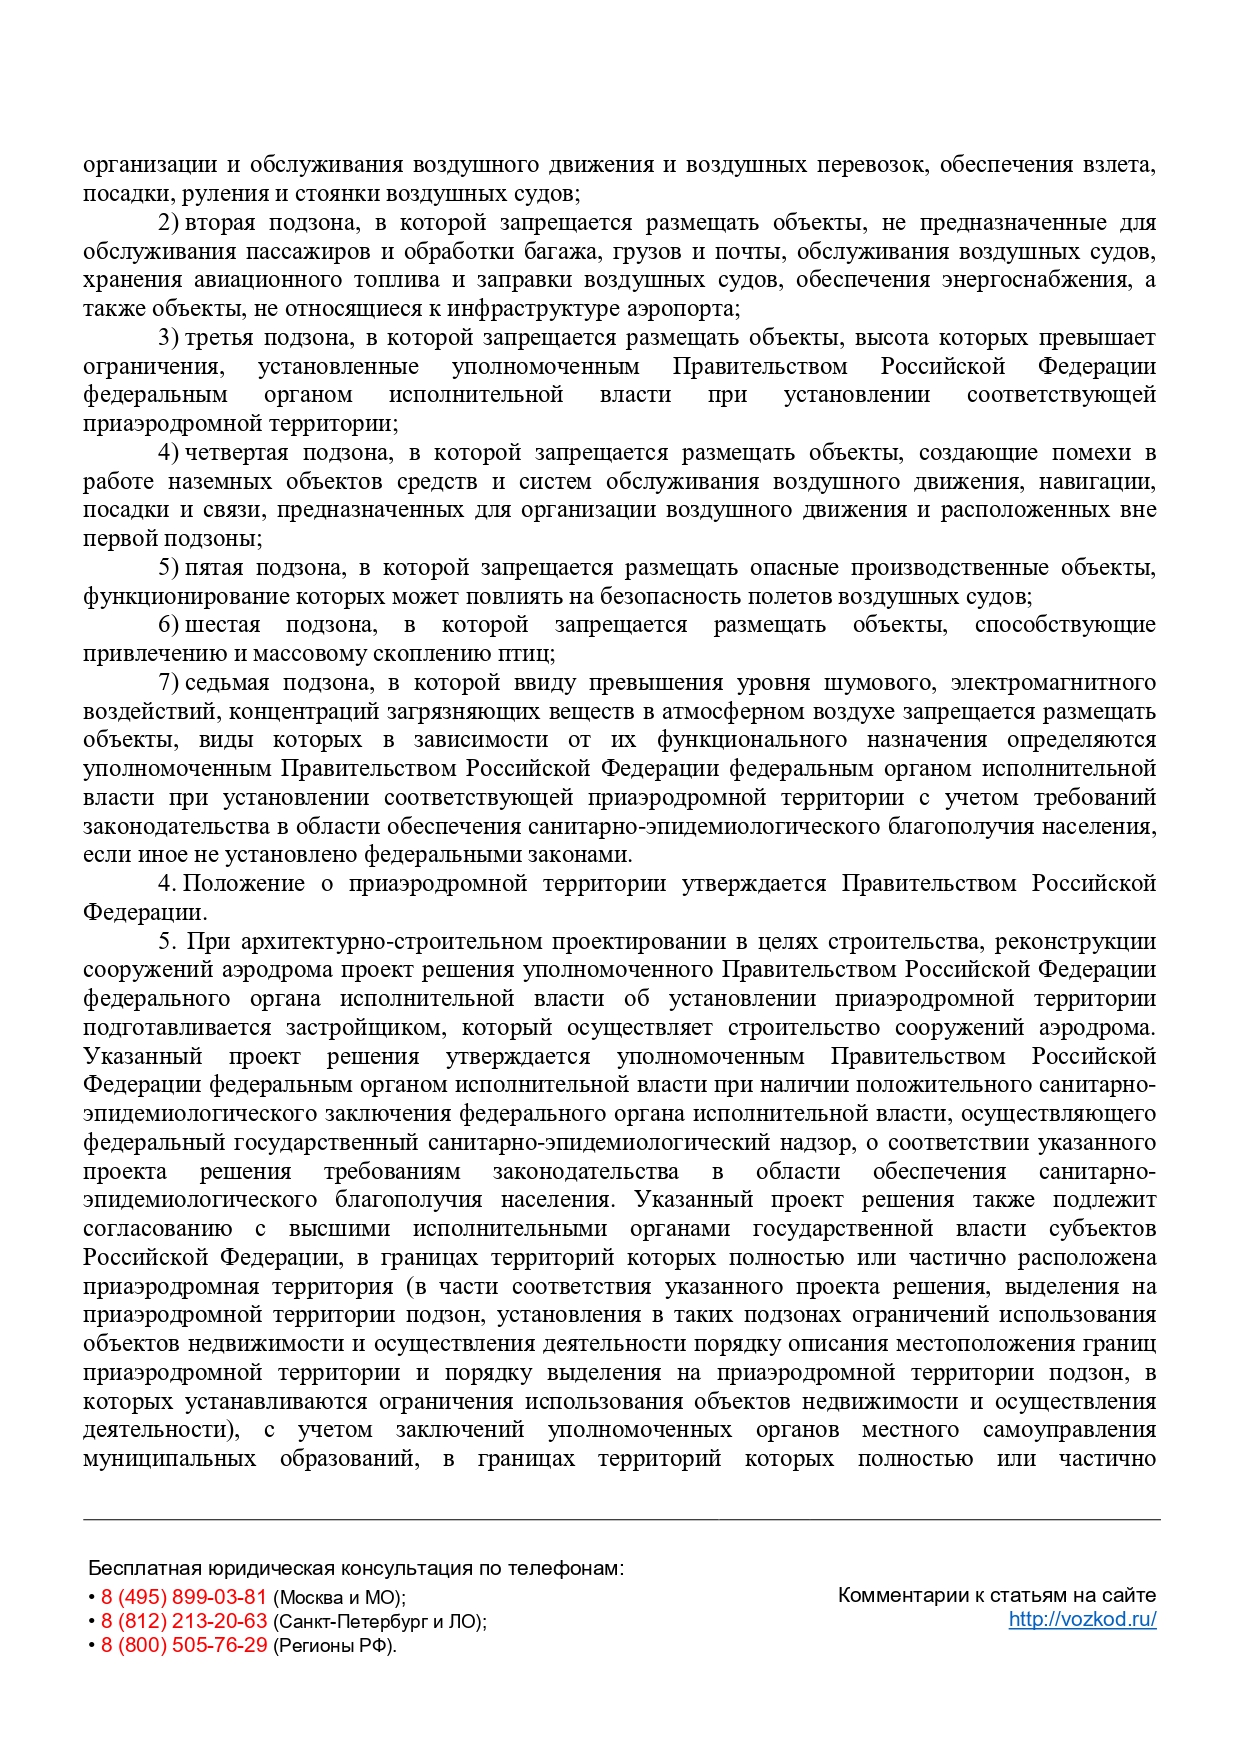 организации и обслуживания воздушного движения и воздушных перевозок, обеспечения взлета,
посадки, руления и стоянки воздушных судов;
2) вторая подзона, в которой запрещается размещать объекты, не предназначенные для
обслуживания пассажиров и обработки багажа, грузов и почты, обслуживания воздушных судов,
хранения авиационного топлива и заправки воздушных судов, обеспечения энергоснабжения, а
также объекты, не относящиеся к инфраструктуре аэропорта;
3) третья подзона, в которой запрещается размещать объекты, высота которых превышает
ограничения, установленные уполномоченным Правительством Российской Федерации
федеральным органом исполнительной власти при установлении соответствующей
приаэродромной территории;
4) четвертая подзона, в которой запрещается размещать объекты, создающие помехи в
работе наземных объектов средств и систем обслуживания воздушного движения, навигации,
посадки и связи, предназначенных для организации воздушного движения и расположенных вне
первой подзоны;
5) пятая подзона, в которой запрещается размещать опасные производственные объекты,
функционирование которых может повлиять на безопасность полетов воздушных судов;
6) шестая подзона, в которой запрещается размещать объекты, способствующие
привлечению и массовому скоплению птиц;
7) седьмая подзона, в которой ввиду превышения уровня шумового, электромагнитного
воздействий, концентраций загрязняющих веществ в атмосферном воздухе запрещается размещать
объекты, виды которых в зависимости от их функционального назначения определяются
уполномоченным Правительством Российской Федерации федеральным органом исполнительной
власти при установлении соответствующей приаэродромной территории с учетом требований
законодательства в области обеспечения санитарно-эпидемиологического благополучия населения,
если иное не установлено федеральными законами.
4. Положение о приаэродромной территории утверждается Правительством Российской
Федерации.
5. При архитектурно-строительном проектировании в целях строительства, реконструкции
сооружений аэродрома проект решения уполномоченного Правительством Российской Федерации
федерального органа исполнительной власти об установлении приаэродромной территории
подготавливается застройщиком, который осуществляет строительство сооружений аэродрома.
Указанный проект решения утверждается уполномоченным Правительством Российской
Федерации федеральным органом исполнительной власти при наличии положительного санитарно-
эпидемиологического заключения федерального органа исполнительной власти, осуществляющего
федеральный государственный санитарно-эпидемиологический надзор, о соответствии указанного
проекта решения требованиям законодательства в области обеспечения санитарно-
эпидемиологического благополучия населения. Указанный проект решения также подлежит
согласованию с высшими исполнительными органами государственной власти субъектов
Российской Федерации, в границах территорий которых полностью или частично расположена
приаэродромная территория (в части соответствия указанного проекта решения, выделения на
приаэродромной территории подзон, установления в таких подзонах ограничений использования
объектов недвижимости и осуществления деятельности порядку описания местоположения границ
приаэродромной территории и порядку выделения на приаэродромной территории подзон, в
которых устанавливаются ограничения использования объектов недвижимости и осуществления
деятельности), с учетом заключений уполномоченных органов местного самоуправления
муниципальных образований, в границах территорий которых полностью или частично
Бесплатная юридическая консультация по телефонам:
• 8 (495) 899-03-81 (Москва и МО);
• 8 (812) 213-20-63 (Санкт-Петербург и ЛО);
• 8 (800) 505-76-29 (Регионы РФ).
Комментарии к статьям на сайте
http://vozkod.ru/